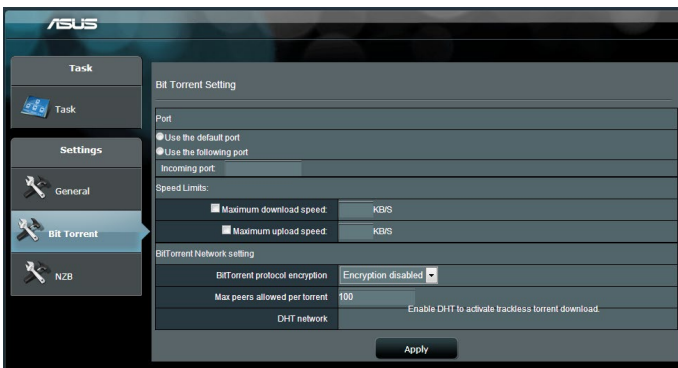 ASUS
Task
Task
Settings
General
Bit Torrent
NZB
Bit Torrent Setting
Port
Use the default port
Use the following port
Incoming port:
Speed Limits:
Maximum download speed: KB/S
Maximum upload speed: KB/S
BitTorrent Network setting
BitTorrent protocol encryption Encryption disabled
Max peers allowed per torrent 100
Enable DHT to activate trackless torrent download.
DHT network
Apply